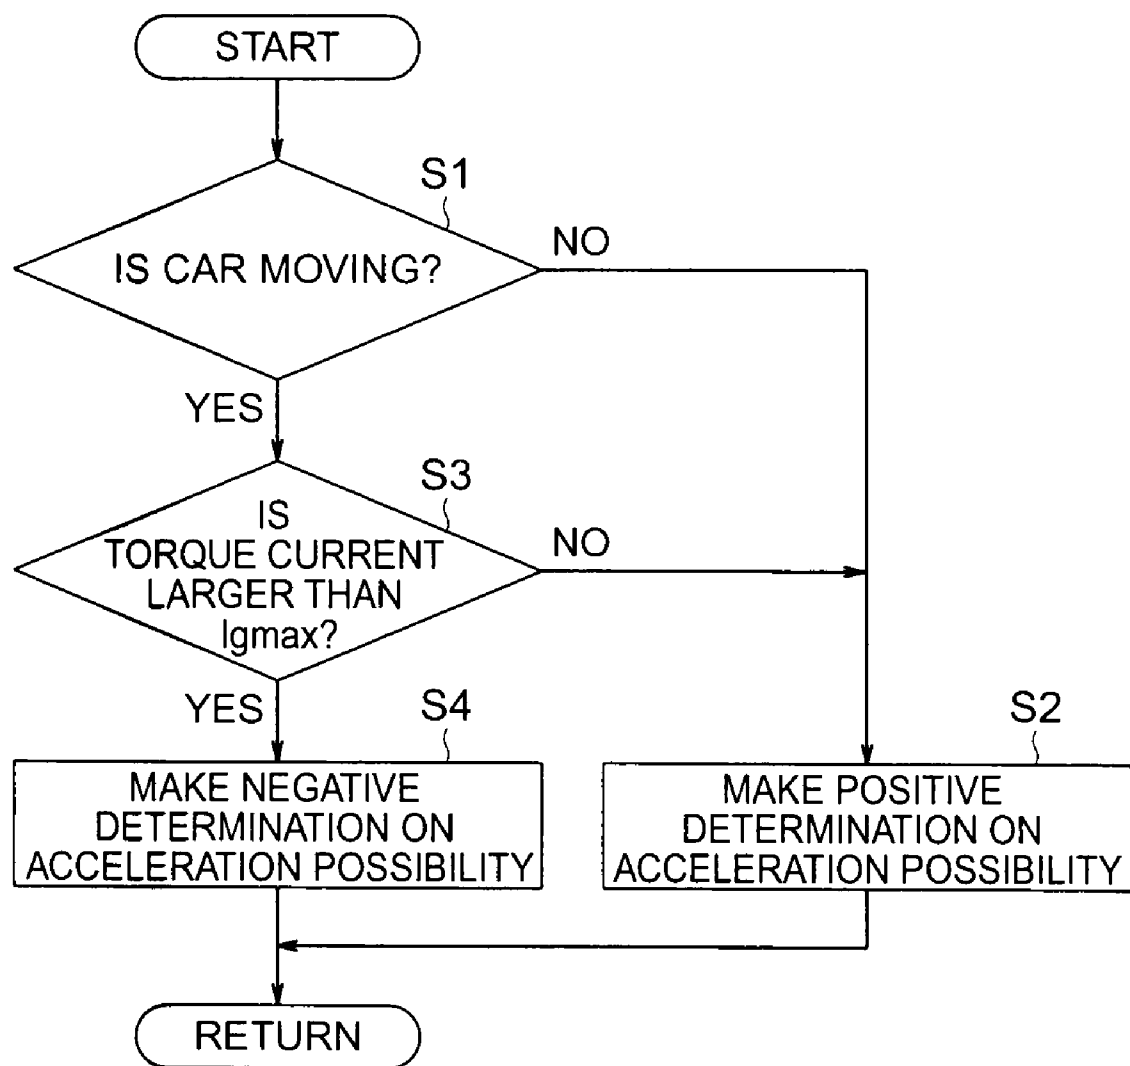 START
S1
IS CAR MOVING?
NO
YES
S3
IS
TORQUE CURRENT
LARGER THAN
Igmax?
NO
YES
S4
MAKE NEGATIVE
DETERMINATION ON
ACCELERATION POSSIBILITY
S2
MAKE POSITIVE
DETERMINATION ON
ACCELERATION POSSIBILITY
RETURN